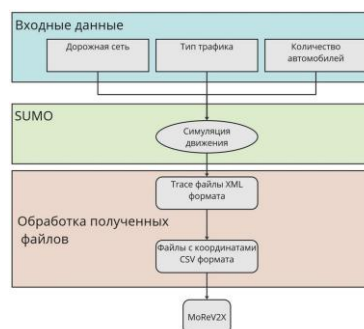 Входные данные
Дорожная сеть
Тип трафика
Количество
автомобилей
SUMO
Симуляция
движения
Trace файлы XML
формата
Обработка полученных
файлов
Файлы с координатами
CSV формата
MoReV2X